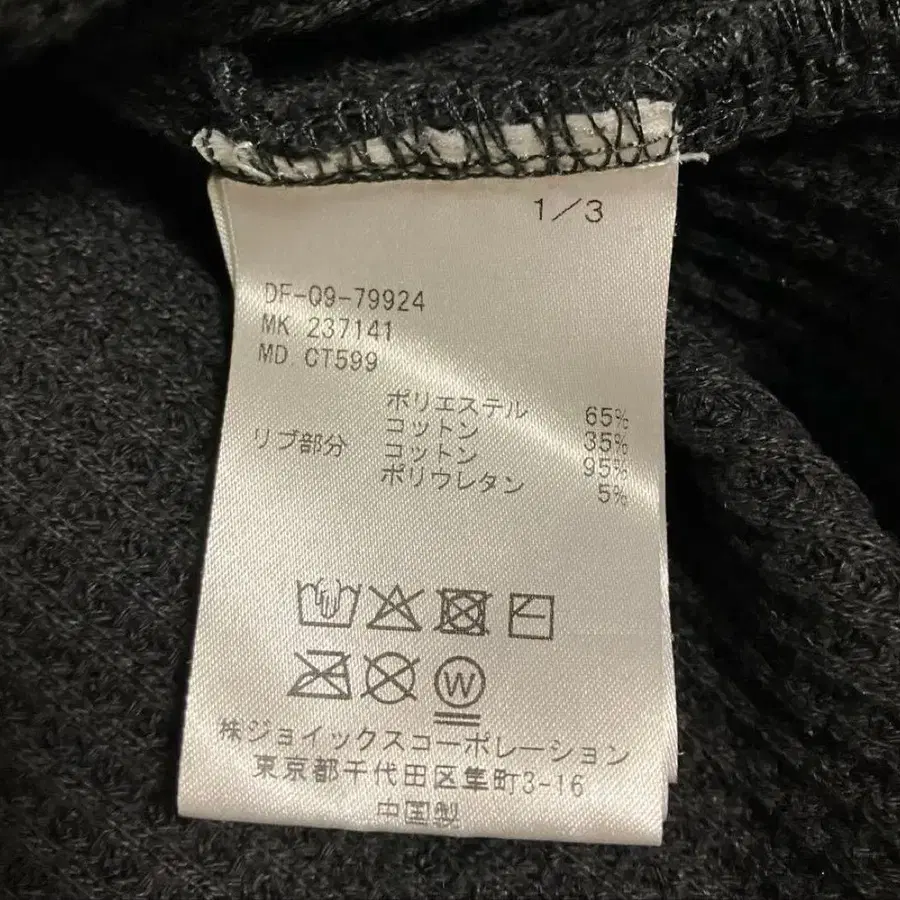 1/3
DF-09-79924
MK 237141
MD CT599
ポリエステル 65%
コットン 35%
リブ部分 コットン 95%
ポリウレタン 5%
W
㈱ジョイックスコーポレーション
東京都千代田区隼町3-16
中国製